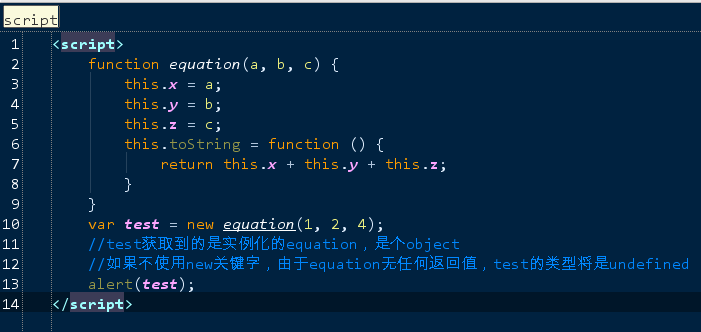 script
1 <script>
2 function equation(a, b, c) {
3 this.x = a;
4 this.y = b;
5 this.z = c;
6 this.toString = function () {
7 return this.x + this.y + this.z;
8 }
9 }
10 var test = new equation(1, 2, 4);
11 //test获取到的是实例化的equation，是个object
12 //如果不使用new关键字，由于equation无任何返回值，test的类型将是undefined
13 alert(test);
14 </script>